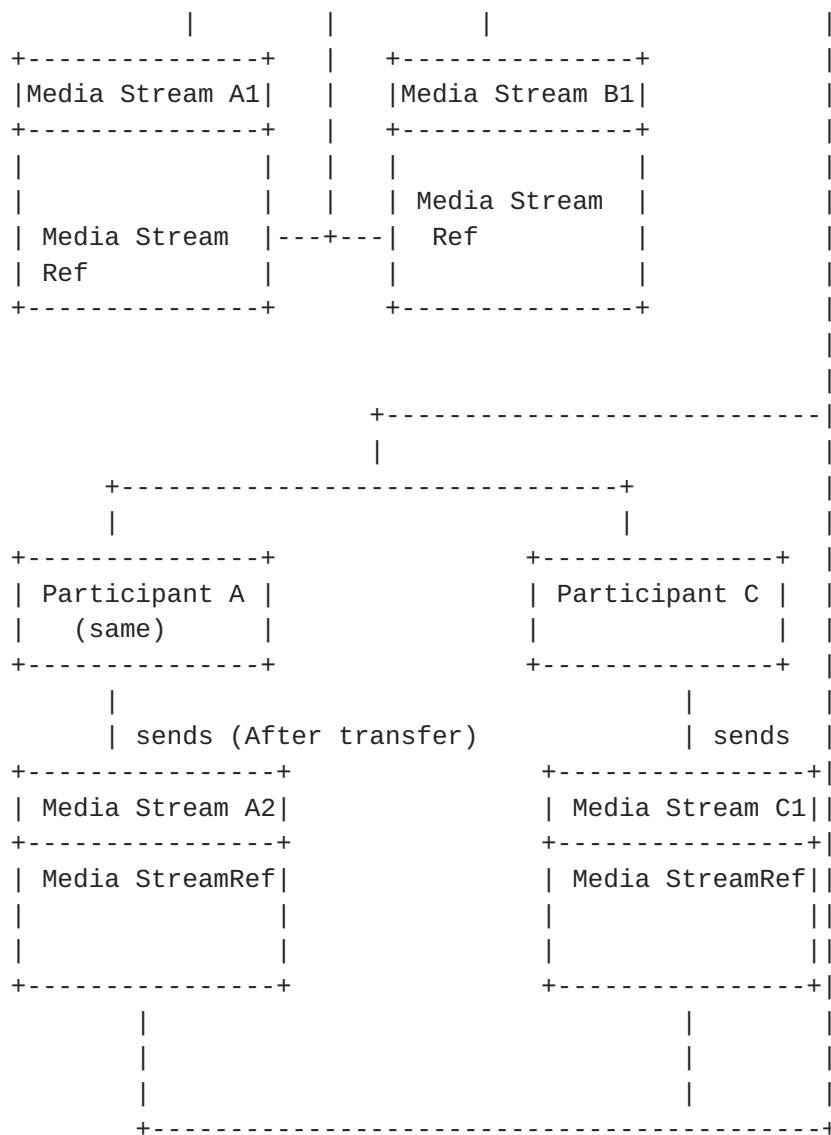 Media Stream A1 Media Stream B1
Media Stream
Media Stream Ref
Ref
Participant A Participant C
(same)
sends (After transfer) sends
Media Stream A2 Media Stream C1
Media StreamRef Media StreamRef